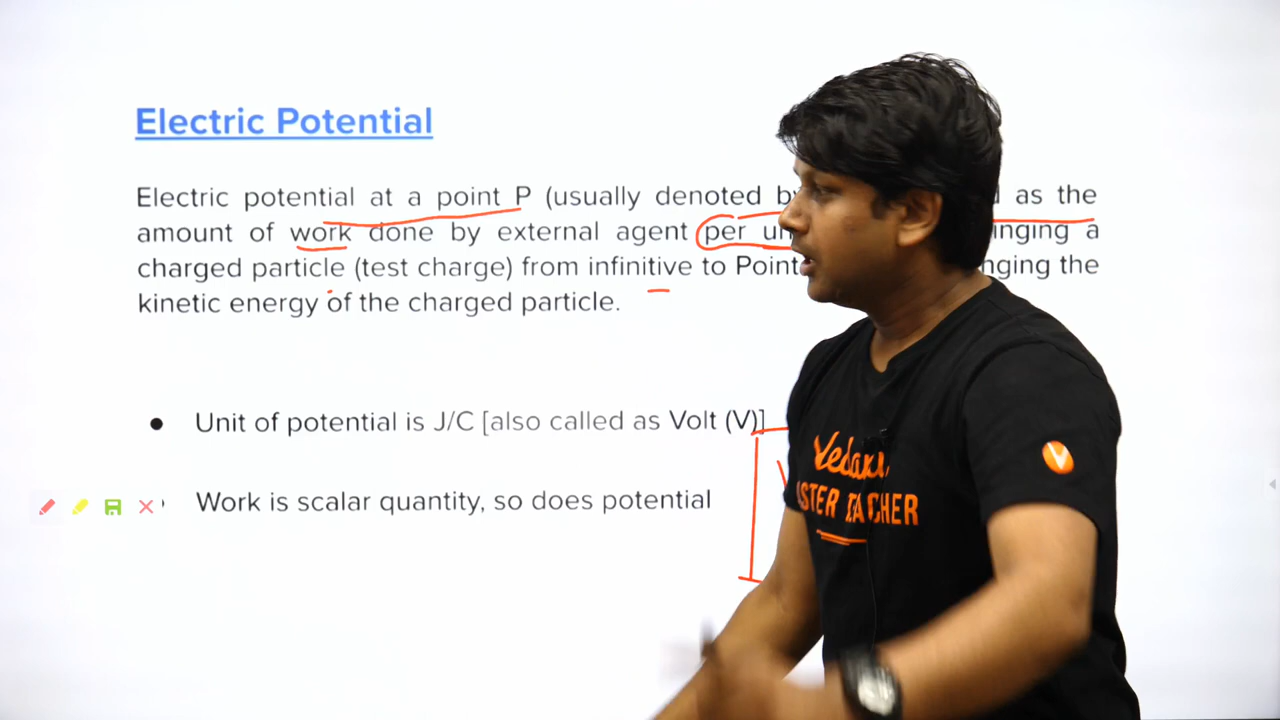 Electric Potential
Electric potential at a point P (usually denoted as the
amount of work done by external agent per inging a
charged particle (test charge) from infinitive to Point nging the
kinetic energy of the charged particle.
● Unit of potential is J/C [also called as Volt (V)]
Work is scalar quantity, so does potential
Vedantu
STER TEACHER
V